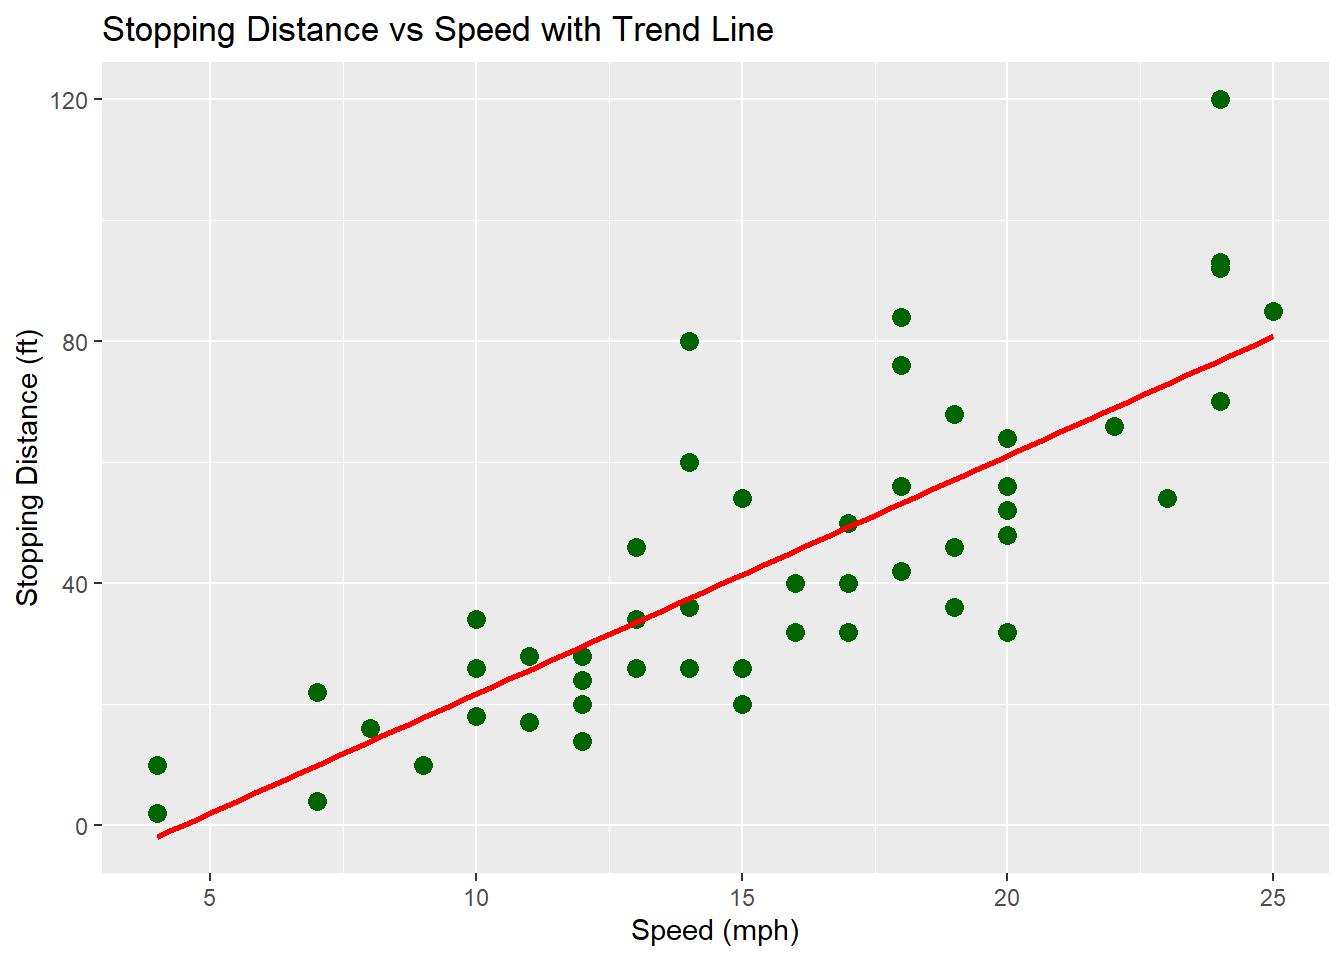 Stopping Distance vs Speed with Trend Line
120
80
40
0
Stopping Distance (ft)
5 10 15 20 25
Speed (mph)